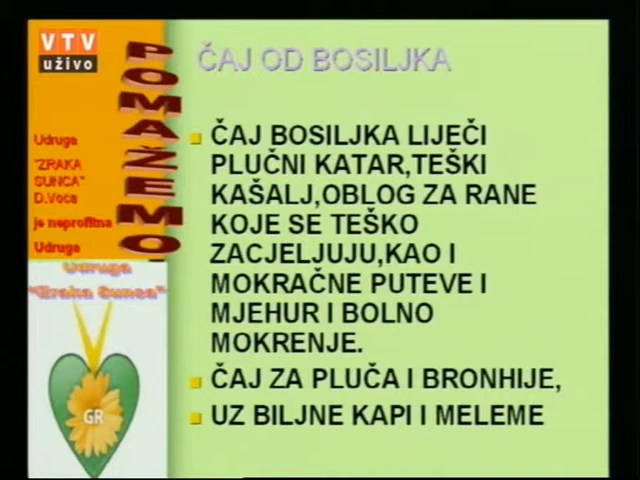 VTV
uživo
POMAŽEMO
Udruga
"ZRAKA
SUNCA"
D.Voća
je neprofitna
Udruga
Udruga
"Zraka Sunca"
GR
ČAJ OD BOSILJKA
ČAJ BOSILJKA LIJEČI
PLUČNI KATAR,TEŠKI
KAŠALJ,OBLOG ZA RANE
KOJE SE TEŠKO
ZACJELJUJU,KAO I
MOKRAČNE PUTEVE I
MJEHUR I BOLNO
MOKRENJE.
ČAJ ZA PLUČA I BRONHIJE,
UZ BILJNE KAPI I MELEME